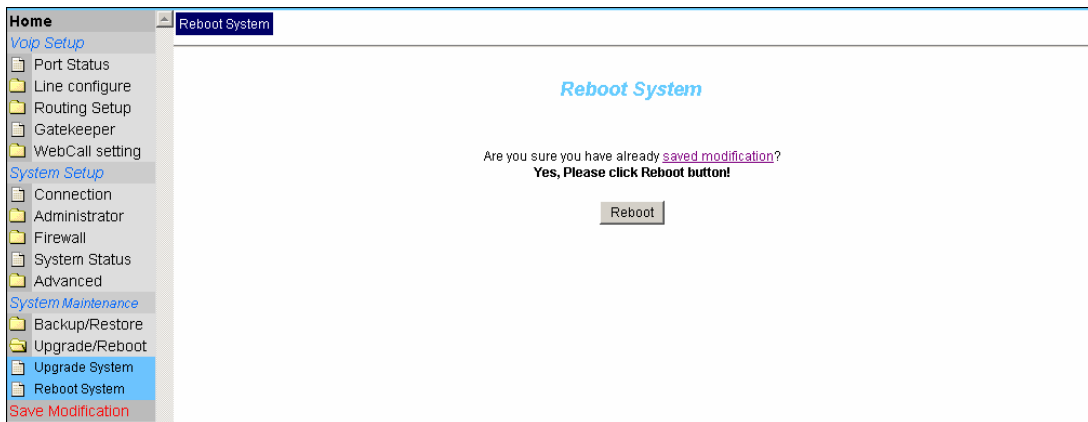 Home
Voip Setup
Port Status
Line configure
Routing Setup
Gatekeeper
WebCall setting
System Setup
Connection
Administrator
Firewall
System Status
Advanced
System Maintenance
Backup/Restore
Upgrade/Reboot
Upgrade System
Reboot System
Save Modification
Reboot System
Reboot System
Are you sure you have already saved modification?
Yes, Please click Reboot button!
Reboot